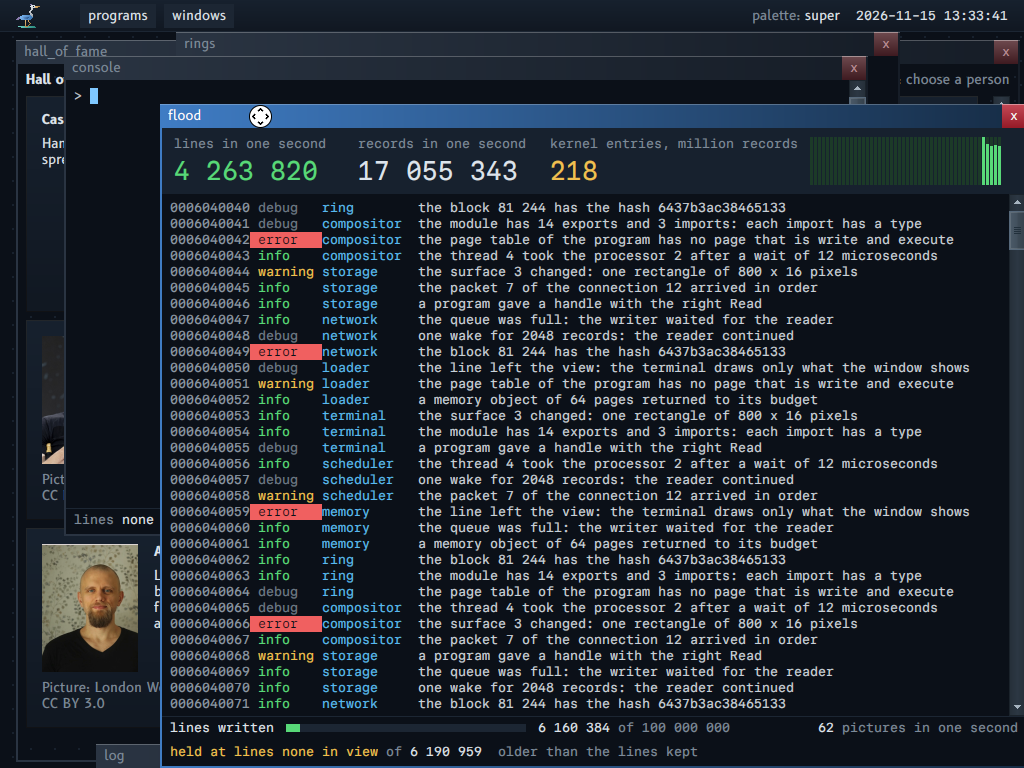 programs windows palette: super 2026-11-15 13:33:41
rings x
hall_of_fame x
console x
Hall o choose a person
>
Cas
Han
spre
flood x
lines in one second records in one second kernel entries, million records
4 263 820 17 055 343 218
0006040040 debug ring the block 81 244 has the hash 6437b3ac38465133
0006040041 debug compositor the module has 14 exports and 3 imports: each import has a type
0006040042 error compositor the page table of the program has no page that is write and execute
0006040043 info compositor the thread 4 took the processor 2 after a wait of 12 microseconds
0006040044 warning storage the surface 3 changed: one rectangle of 800 x 16 pixels
0006040045 info storage the packet 7 of the connection 12 arrived in order
0006040046 info storage a program gave a handle with the right Read
0006040047 info network the queue was full: the writer waited for the reader
0006040048 debug network one wake for 2048 records: the reader continued
0006040049 error network the block 81 244 has the hash 6437b3ac38465133
0006040050 debug loader the line left the view: the terminal draws only what the window shows
0006040051 warning loader the page table of the program has no page that is write and execute
0006040052 info loader a memory object of 64 pages returned to its budget
0006040053 info terminal the surface 3 changed: one rectangle of 800 x 16 pixels
0006040054 info terminal the module has 14 exports and 3 imports: each import has a type
0006040055 debug terminal a program gave a handle with the right Read
0006040056 info scheduler the thread 4 took the processor 2 after a wait of 12 microseconds
0006040057 debug scheduler one wake for 2048 records: the reader continued
0006040058 warning scheduler the packet 7 of the connection 12 arrived in order
0006040059 error memory the line left the view: the terminal draws only what the window shows
0006040060 info memory the queue was full: the writer waited for the reader
0006040061 info memory a memory object of 64 pages returned to its budget
0006040062 info ring the block 81 244 has the hash 6437b3ac38465133
0006040063 info ring the module has 14 exports and 3 imports: each import has a type
0006040064 debug ring the page table of the program has no page that is write and execute
0006040065 debug compositor the thread 4 took the processor 2 after a wait of 12 microseconds
0006040066 error compositor the surface 3 changed: one rectangle of 800 x 16 pixels
0006040067 info compositor the packet 7 of the connection 12 arrived in order
0006040068 warning storage a program gave a handle with the right Read
0006040069 info storage the queue was full: the writer waited for the reader
0006040070 info storage one wake for 2048 records: the reader continued
0006040071 info network the block 81 244 has the hash 6437b3ac38465133
lines written 6 160 384 of 100 000 000 62 pictures in one second
held at lines none in view of 6 190 959 older than the lines kept
Pict
CC
lines none
Picture: London W
CC BY 3.0
log